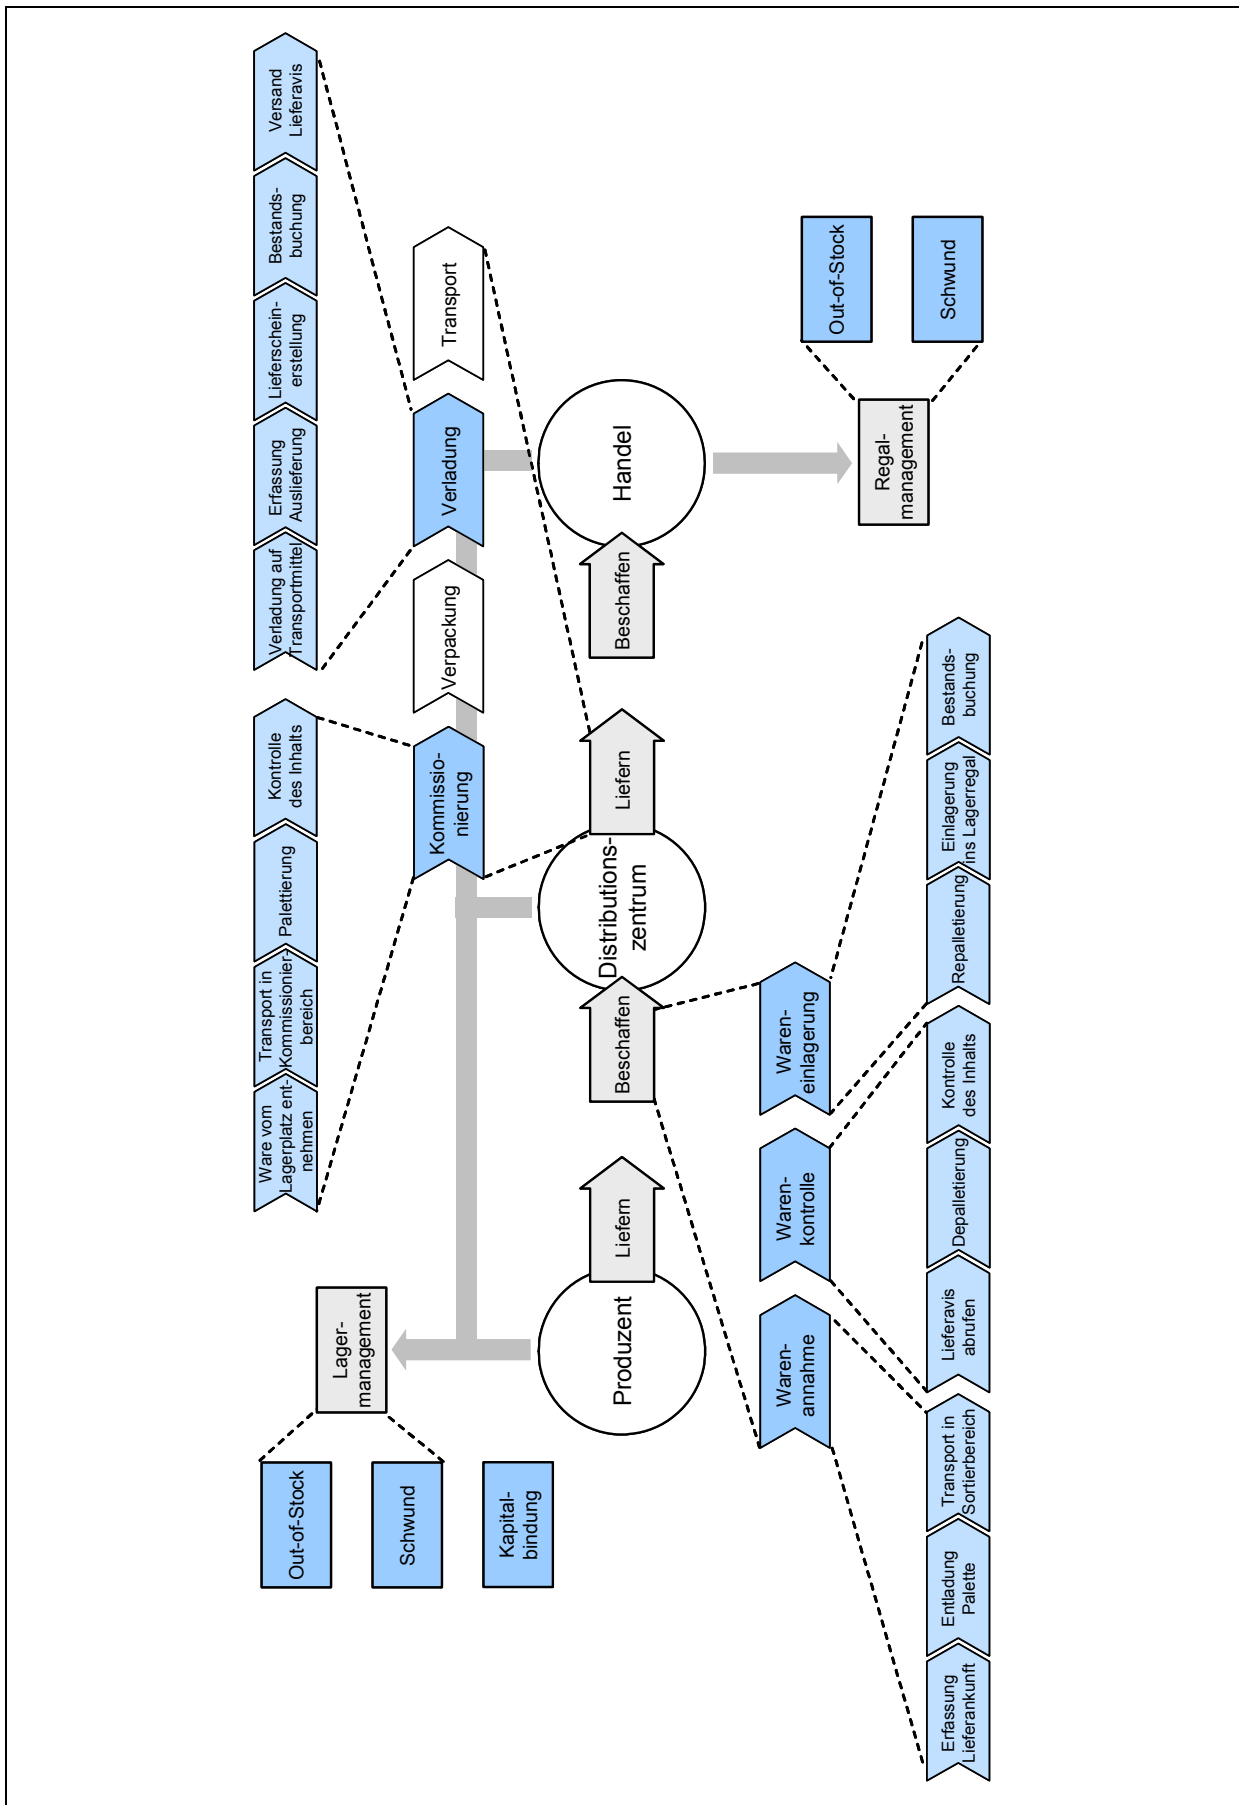 Ware vom
Lagerplatz ent-
nehmen
Transport in
Kommissionier-
bereich
Palettierung
Kontrolle
des Inhalts
Verladung auf
Transportmittel
Erfassung
Auslieferung
Lieferschein-
erstellung
Bestands-
buchung
Versand
Lieferavis
Kommissio-
nierung
Verpackung
Verladung
Transport
Out-of-Stock
Schwund
Kapital-
bindung
Lager-
management
Produzent
Liefern
Beschaffen
Distributions-
zentrum
Liefern
Beschaffen
Handel
Regal-
management
Out-of-Stock
Schwund
Waren-
annahme
Waren-
kontrolle
Waren-
einlagerung
Erfassung
Lieferankunft
Entladung
Palette
Transport in
Sortierbereich
Lieferavis
abrufen
Depalletierung
Kontrolle
des Inhalts
Repalletierung
Einlagerung
ins Lagerregal
Bestands-
buchung